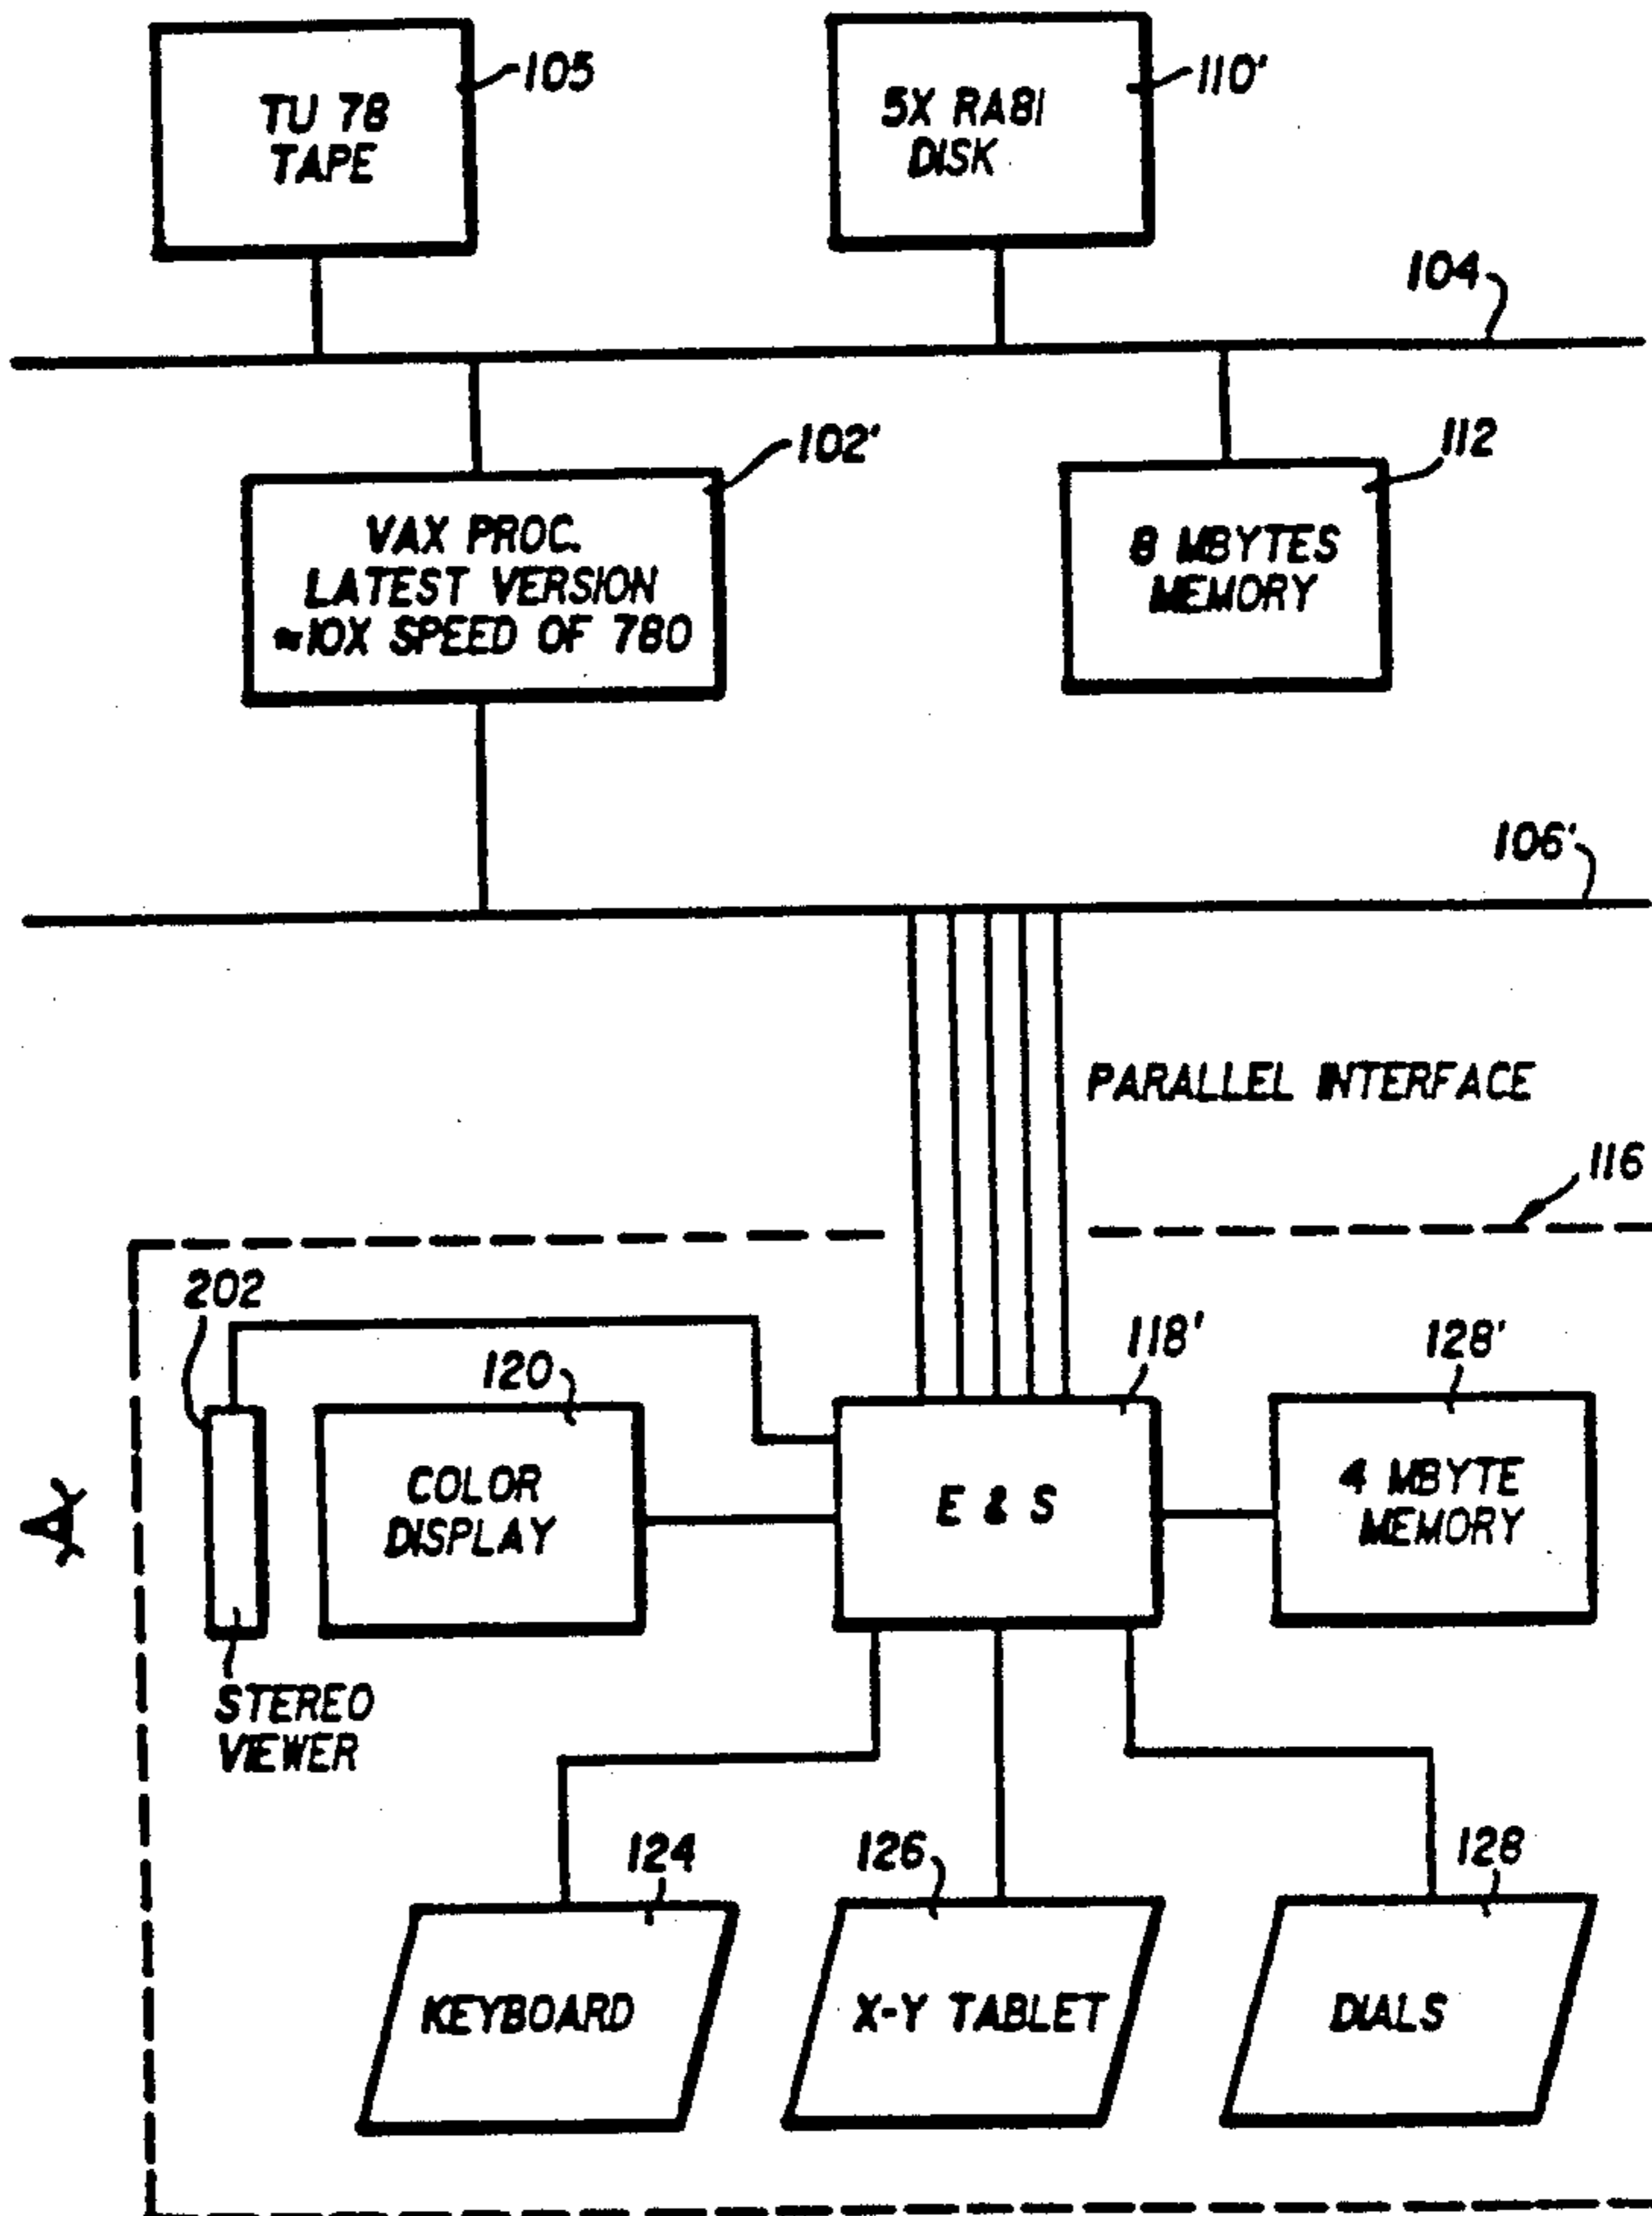 TU 78
TAPE
105
5X RA81
DISK
110'
104
VAX PROC.
LATEST VERSION
≈10X SPEED OF 780
102'
8 MBYTES
MEMORY
112
106'
PARALLEL INTERFACE
116
202
120
118'
128'
COLOR
DISPLAY
E & S
4 MBYTE
MEMORY
STEREO
VIEWER
124
126
128
KEYBOARD
X-Y TABLET
DIALS